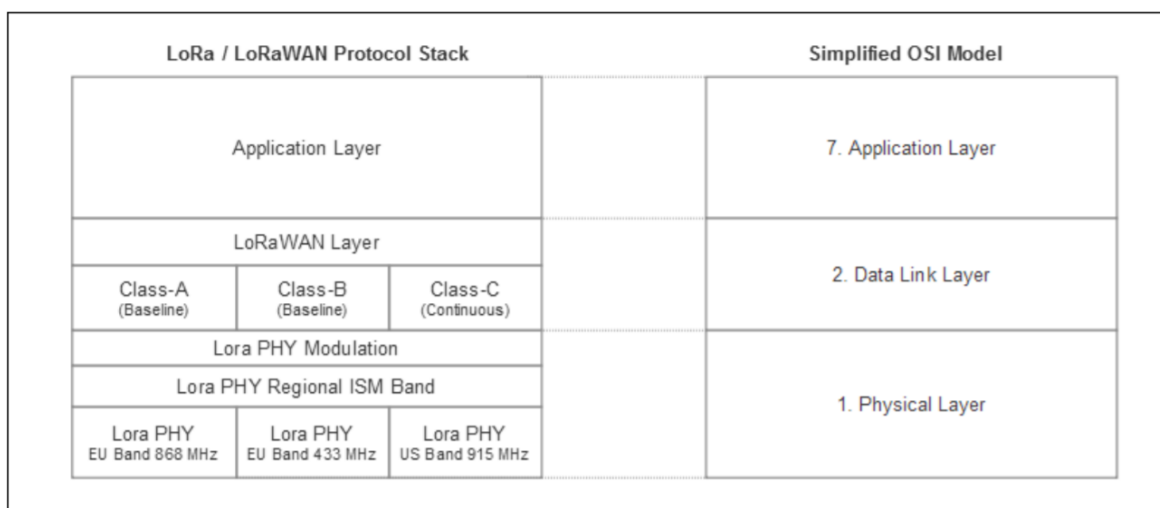 LoRa / LoRaWAN Protocol Stack
Simplified OSI Model
Application Layer
7. Application Layer
LoRaWAN Layer
Class-A
(Baseline)
Class-B
(Baseline)
Class-C
(Continuous)
2. Data Link Layer
Lora PHY Modulation
Lora PHY Regional ISM Band
Lora PHY
EU Band 868 MHz
Lora PHY
EU Band 433 MHz
Lora PHY
US Band 915 MHz
1. Physical Layer